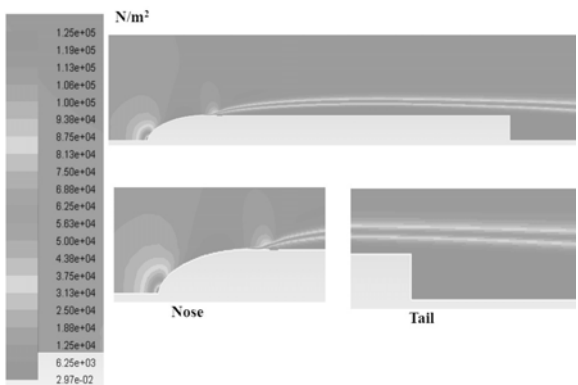 N/m²
1.25e+05
1.19e+05
1.13e+05
1.06e+05
1.00e+05
9.38e+04
8.75e+04
8.13e+04
7.50e+04
6.88e+04
6.25e+04
5.63e+04
5.00e+04
4.38e+04
3.75e+04
3.13e+04
2.50e+04
1.88e+04
1.25e+04
6.25e+03
2.97e-02
Nose
Tail